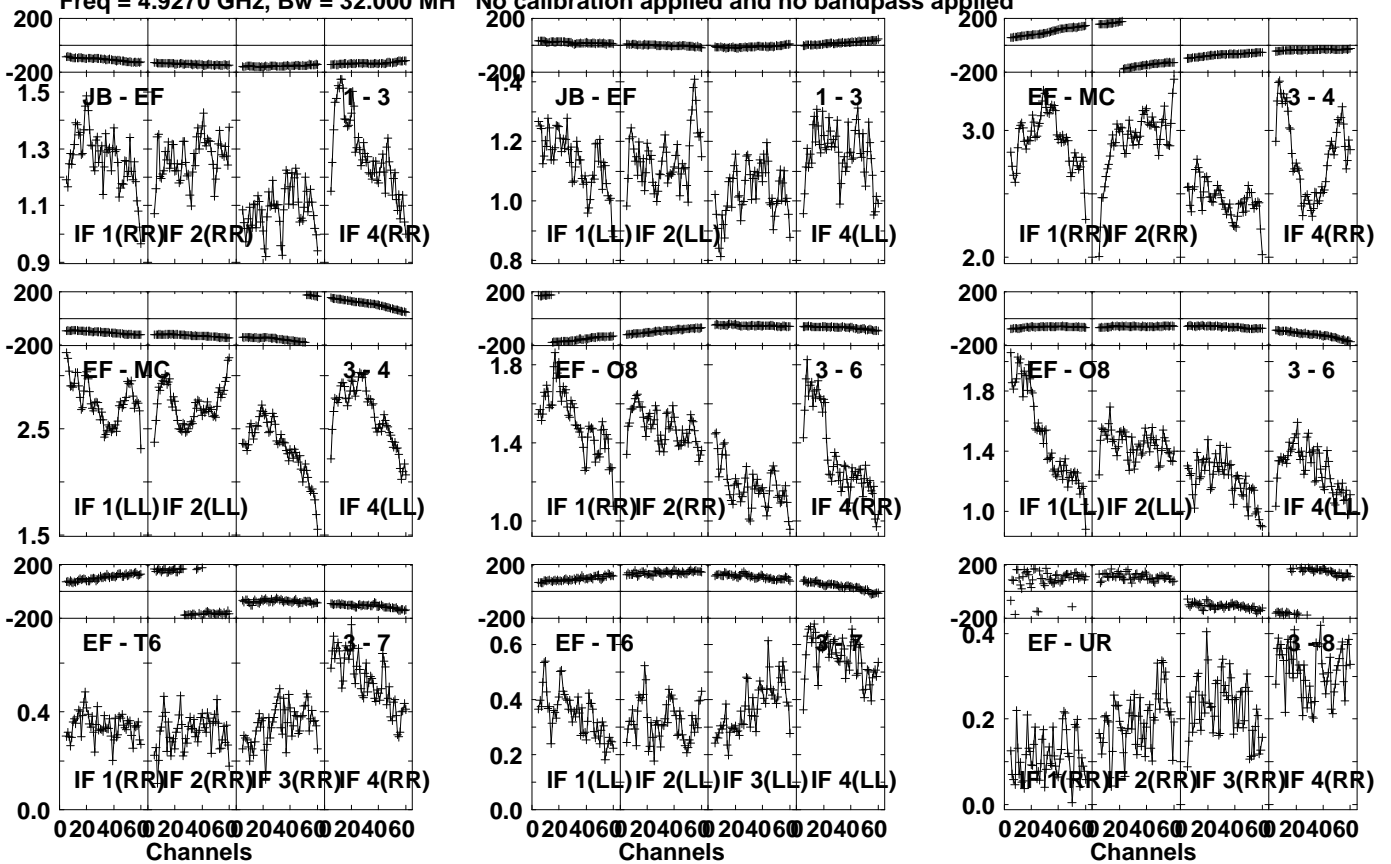 Freq = 4.9270 GHz, Bw = 32.000 MH No calibration applied and no bandpass applied
200
-200
JB - EF
1 - 3
1.5
1.3
1.1
0.9
IF 1(RR)
IF 2(RR)
IF 4(RR)
200
-200
JB - EF
1 - 3
1.4
1.2
1.0
0.8
IF 1(LL)
IF 2(LL)
IF 4(LL)
200
-200
EF - MC
3 - 4
3.0
2.0
IF 1(RR)
IF 2(RR)
IF 4(RR)
200
-200
EF - MC
3 - 4
2.5
1.5
IF 1(LL)
IF 2(LL)
IF 4(LL)
200
-200
EF - O8
3 - 6
1.8
1.4
1.0
IF 1(RR)
IF 2(RR)
IF 4(RR)
200
-200
EF - O8
3 - 6
1.8
1.4
1.0
IF 1(LL)
IF 2(LL)
IF 4(LL)
200
-200
EF - T6
3 - 7
0.4
0.0
IF 1(RR)
IF 2(RR)
IF 3(RR)
IF 4(RR)
0 20 40 60 0 20 40 60 0 20 40 60 0 20 40 60
Channels
200
-200
EF - T6
3 - 7
0.6
0.4
0.2
0.0
IF 1(LL)
IF 2(LL)
IF 3(LL)
IF 4(LL)
0 20 40 60 0 20 40 60 0 20 40 60 0 20 40 60
Channels
200
-200
EF - UR
3 - 8
0.4
0.2
0.0
IF 1(RR)
IF 2(RR)
IF 3(RR)
IF 4(RR)
0 20 40 60 0 20 40 60 0 20 40 60 0 20 40 60
Channels